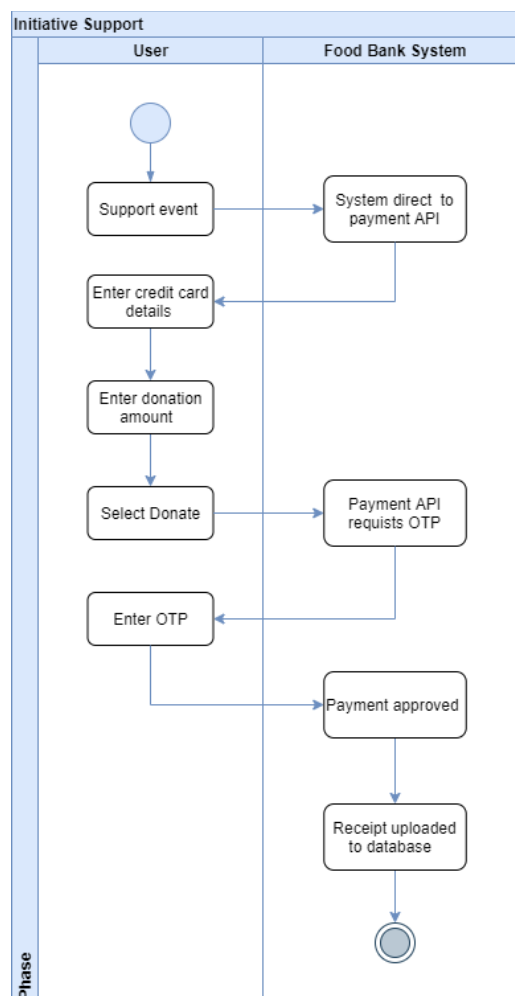 Initiative Support
User
Food Bank System
Support event
System direct to
payment API
Enter credit card
details
Enter donation
amount
Select Donate
Payment API
requists OTP
Enter OTP
Payment approved
Receipt uploaded
to database
Phase